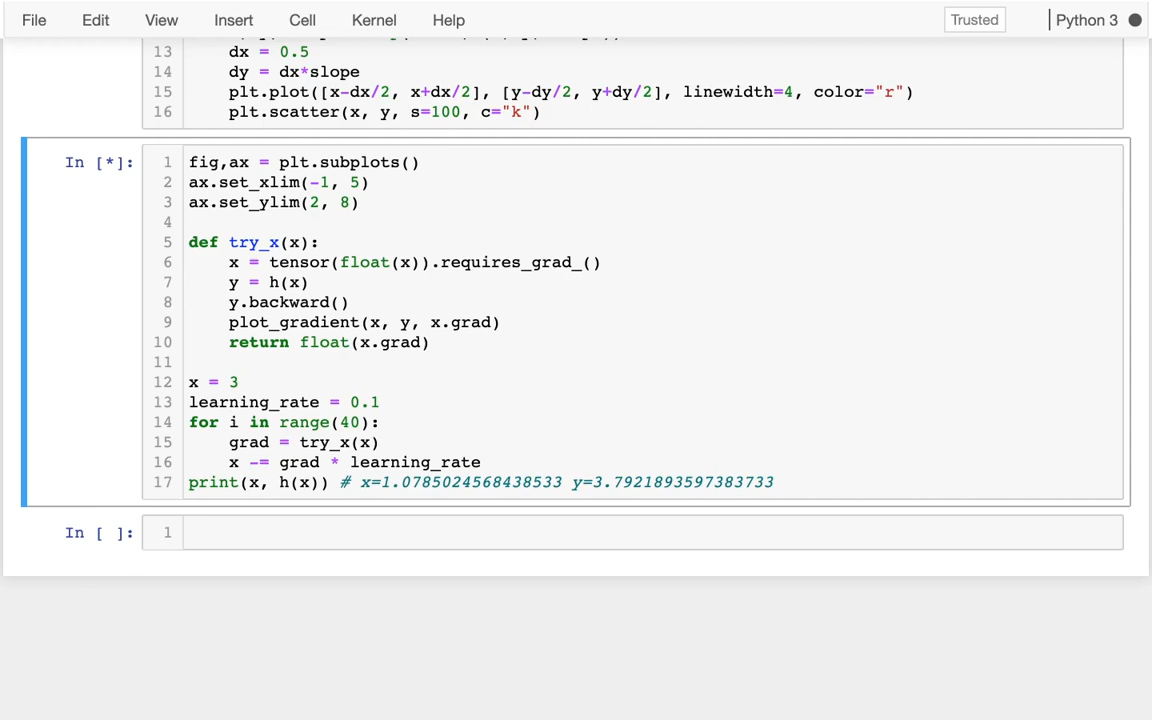 File Edit View Insert Cell Kernel Help Trusted Python 3
13 dx = 0.5
14 dy = dx*slope
15 plt.plot([x-dx/2, x+dx/2], [y-dy/2, y+dy/2], linewidth=4, color="r")
16 plt.scatter(x, y, s=100, c="k")
In [*]: 1 fig,ax = plt.subplots()
2 ax.set_xlim(-1, 5)
3 ax.set_ylim(2, 8)
4
5 def try_x(x):
6 x = tensor(float(x)).requires_grad_()
7 y = h(x)
8 y.backward()
9 plot_gradient(x, y, x.grad)
10 return float(x.grad)
11
12 x = 3
13 learning_rate = 0.1
14 for i in range(40):
15 grad = try_x(x)
16 x -= grad * learning_rate
17 print(x, h(x)) # x=1.0785024568438533 y=3.7921893597383733
In [ ]: 1